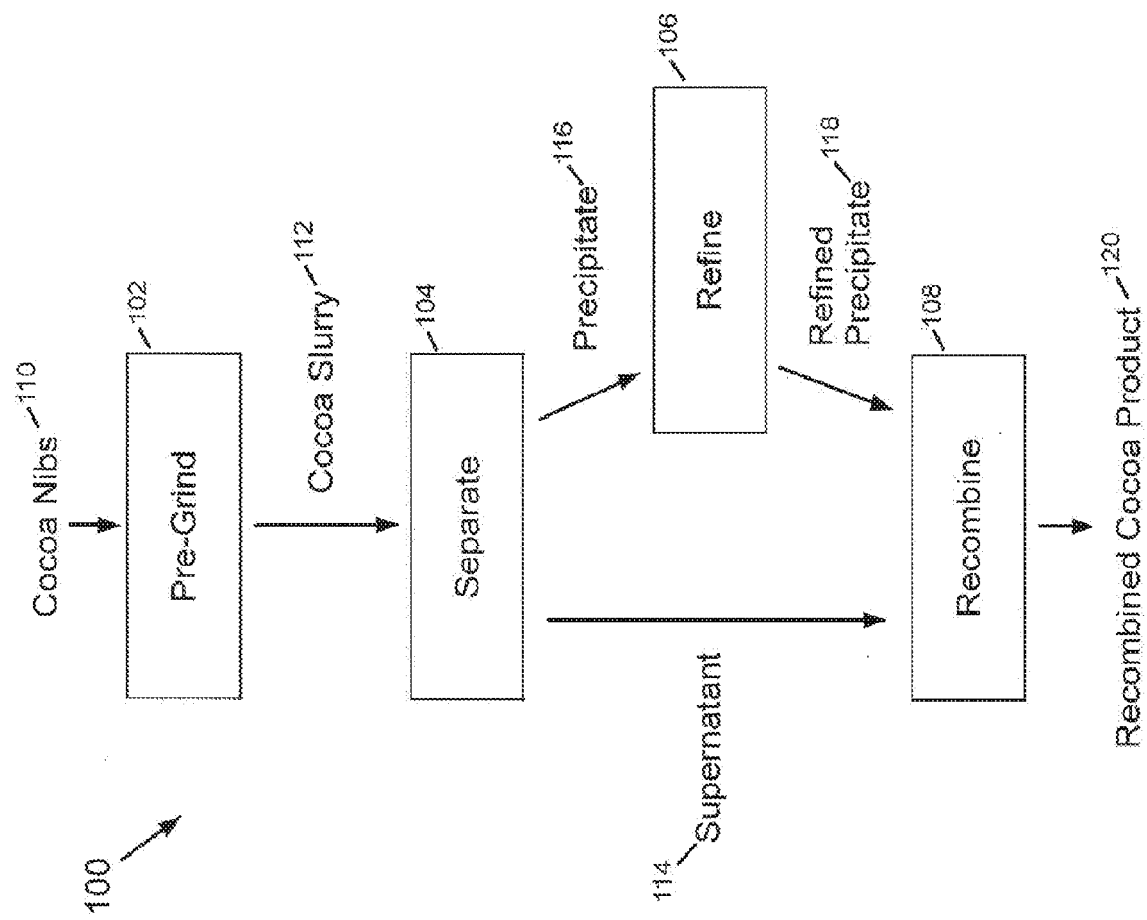 100
Cocoa Nibs 110
Pre-Grind
102
Cocoa Slurry 112
Separate
104
Precipitate 116
114 Supernatant
Refine
106
Refined
Precipitate 118
Recombine
108
Recombined Cocoa Product 120